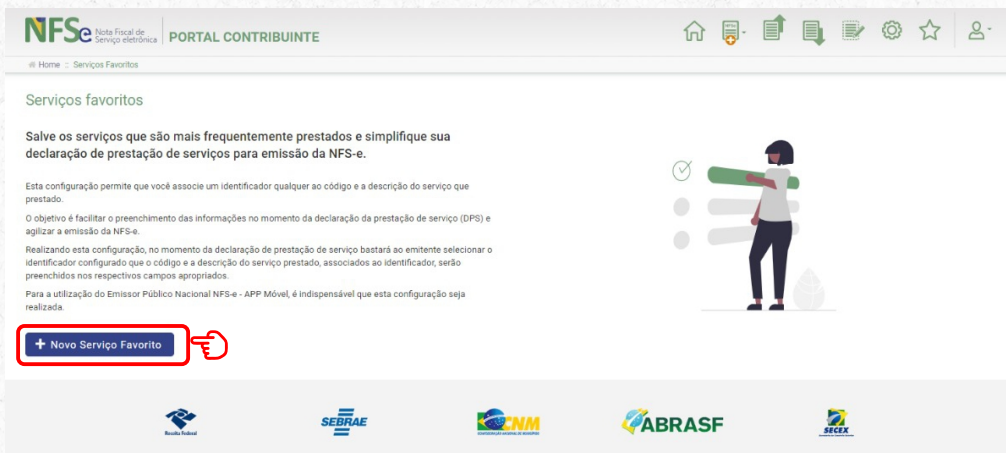 NFSe Nota Fiscal de
Serviço eletrônica PORTAL CONTRIBUINTE
Home :: Serviços Favoritos
Serviços favoritos
Salve os serviços que são mais frequentemente prestados e simplifique sua
declaração de prestação de serviços para emissão da NFS-e.
Esta configuração permite que você associe um identificador qualquer ao código e a descrição do serviço que
prestado.
O objetivo é facilitar o preenchimento das informações no momento da declaração da prestação de serviço (DPS) e
agilizar a emissão da NFS-e.
Realizando esta configuração, no momento da declaração de prestação de serviço bastará ao emitente selecionar o
identificador configurado que o código e a descrição do serviço prestado, associados ao identificador, serão
preenchidos nos respectivos campos apropriados.
Para a utilização do Emissor Público Nacional NFS-e - APP Móvel, é indispensável que esta configuração seja
realizada.
+ Novo Serviço Favorito
Receita Federal
SEBRAE
CNM
CONFEDERAÇÃO NACIONAL DE MUNICÍPIOS
ABRASF
SECEX